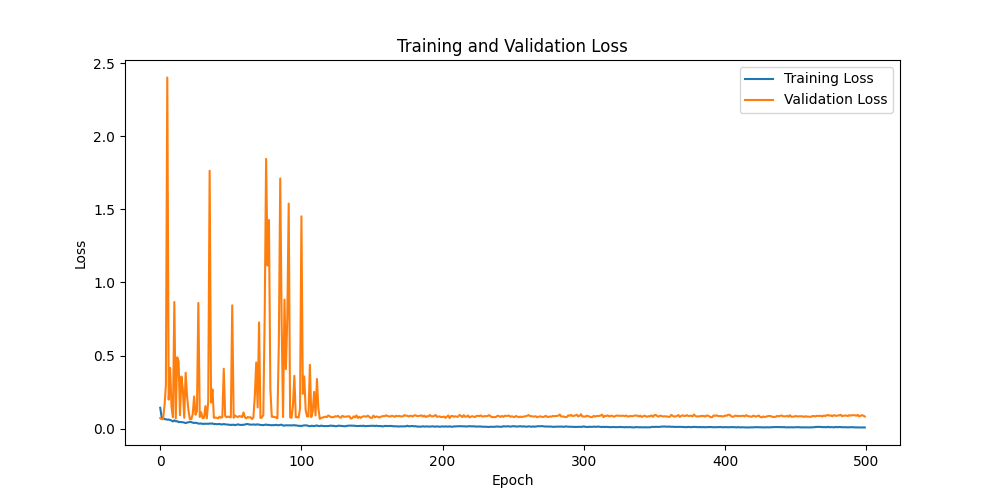 Training and Validation Loss
2.5
2.0
1.5
1.0
0.5
0.0
Loss
Training Loss
Validation Loss
0 100 200 300 400 500
Epoch